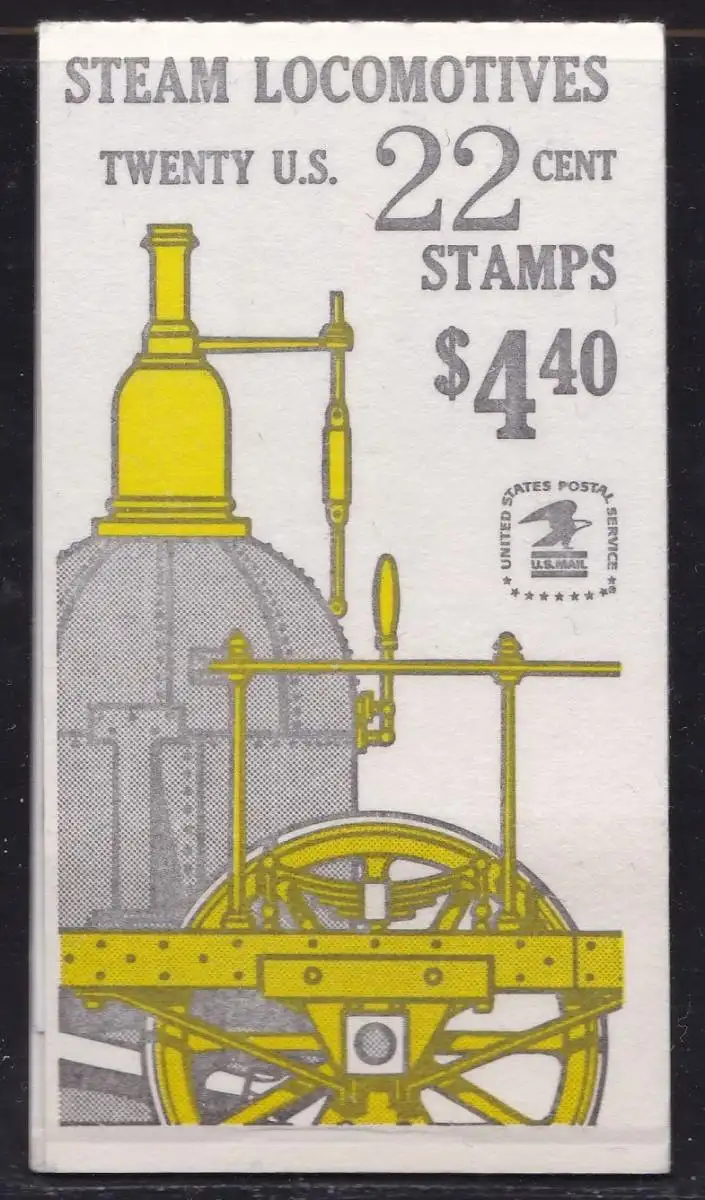 STEAM LOCOMOTIVES
TWENTY U.S. 22 CENT
STAMPS
$4.40
UNITED STATES POSTAL SERVICE
U.S.MAIL